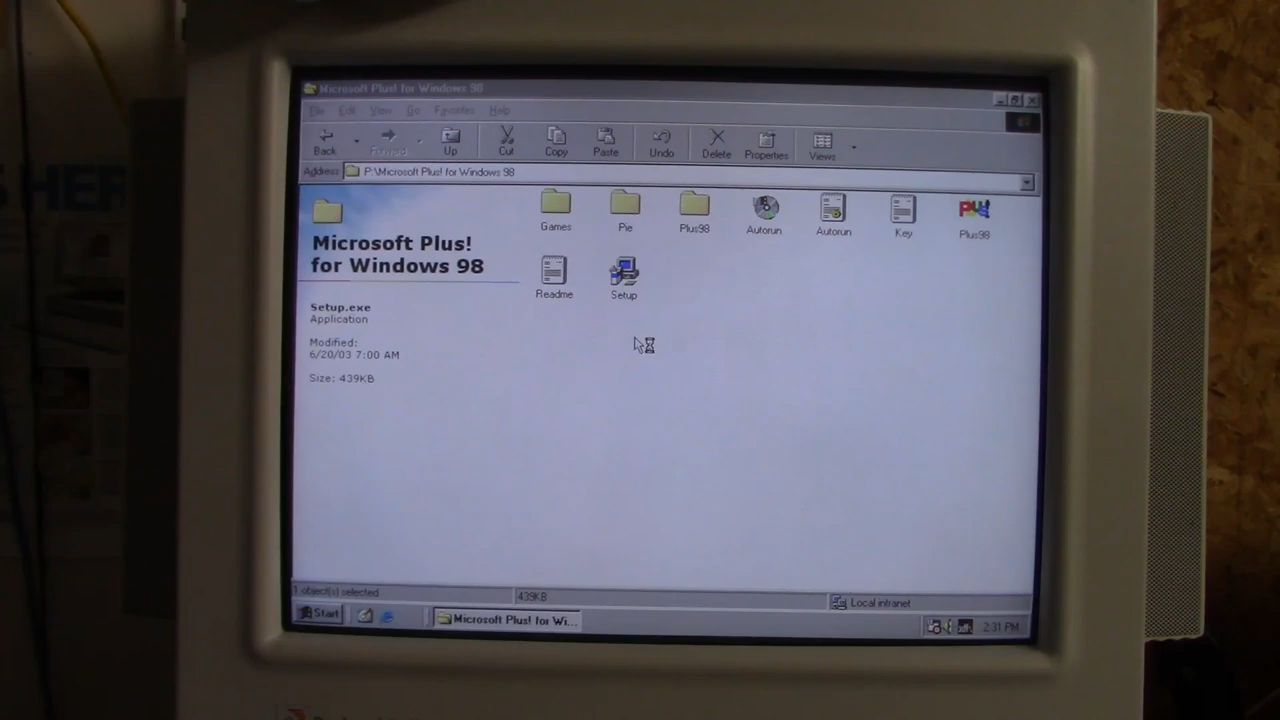 Microsoft Plus! for Windows 98
File Edit View Go Favorites Help
Back Forward Up Cut Copy Paste Undo Delete Properties Views
Address P:\Microsoft Plus! for Windows 98
Games Pie Plus98 Autorun Autorun Key Plus98
Readme Setup
Microsoft Plus!
for Windows 98
Setup.exe
Application
Modified:
6/20/03 7:00 AM
Size: 439KB
1 object(s) selected 439KB Local intranet
Start Microsoft Plus! for Wi... 2:31 PM